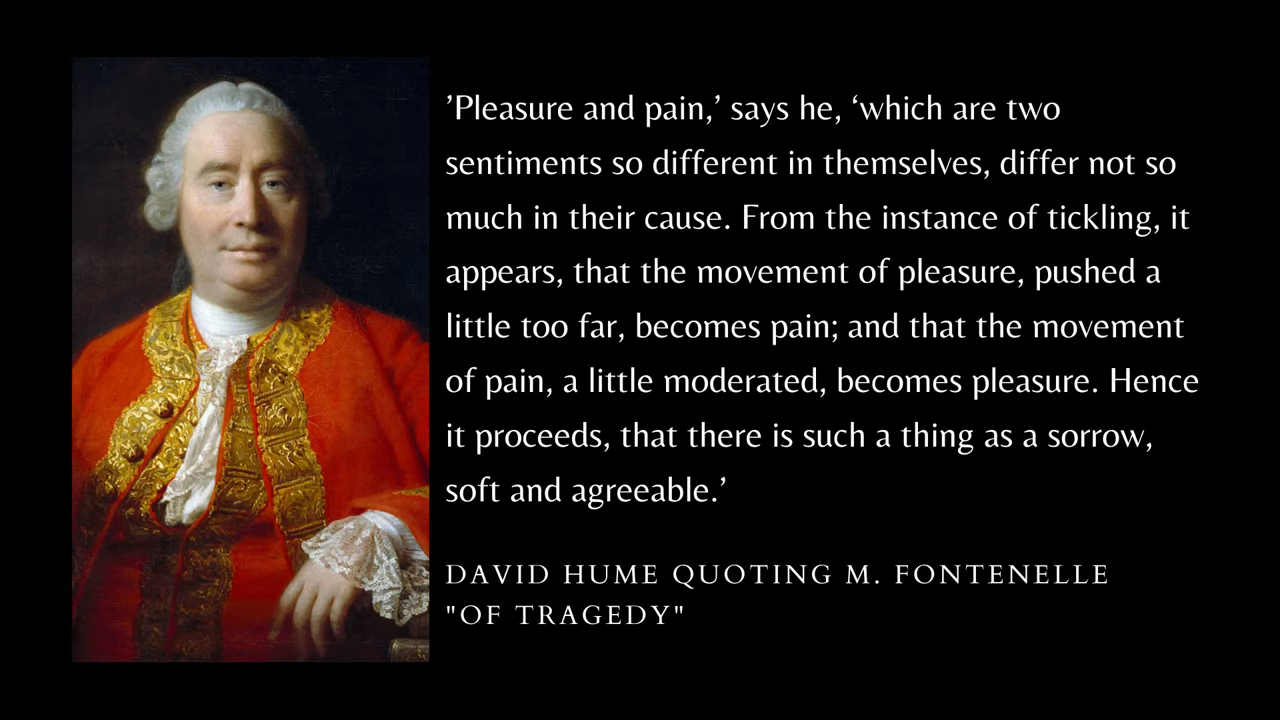 ’Pleasure and pain,’ says he, ‘which are two
sentiments so different in themselves, differ not so
much in their cause. From the instance of tickling, it
appears, that the movement of pleasure, pushed a
little too far, becomes pain; and that the movement
of pain, a little moderated, becomes pleasure. Hence
it proceeds, that there is such a thing as a sorrow,
soft and agreeable.’
DAVID HUME QUOTING M. FONTENELLE
"OF TRAGEDY"